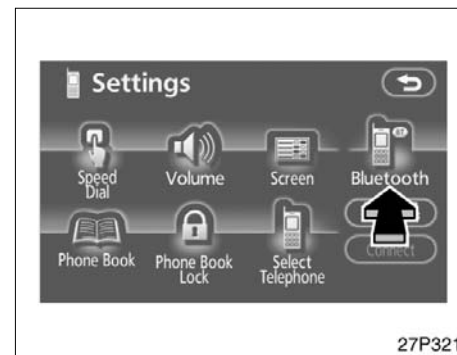 Settings
Speed
Dial
Volume
Screen
Bluetooth
Phone Book
Phone Book
Lock
Select
Telephone
Connect
27P321